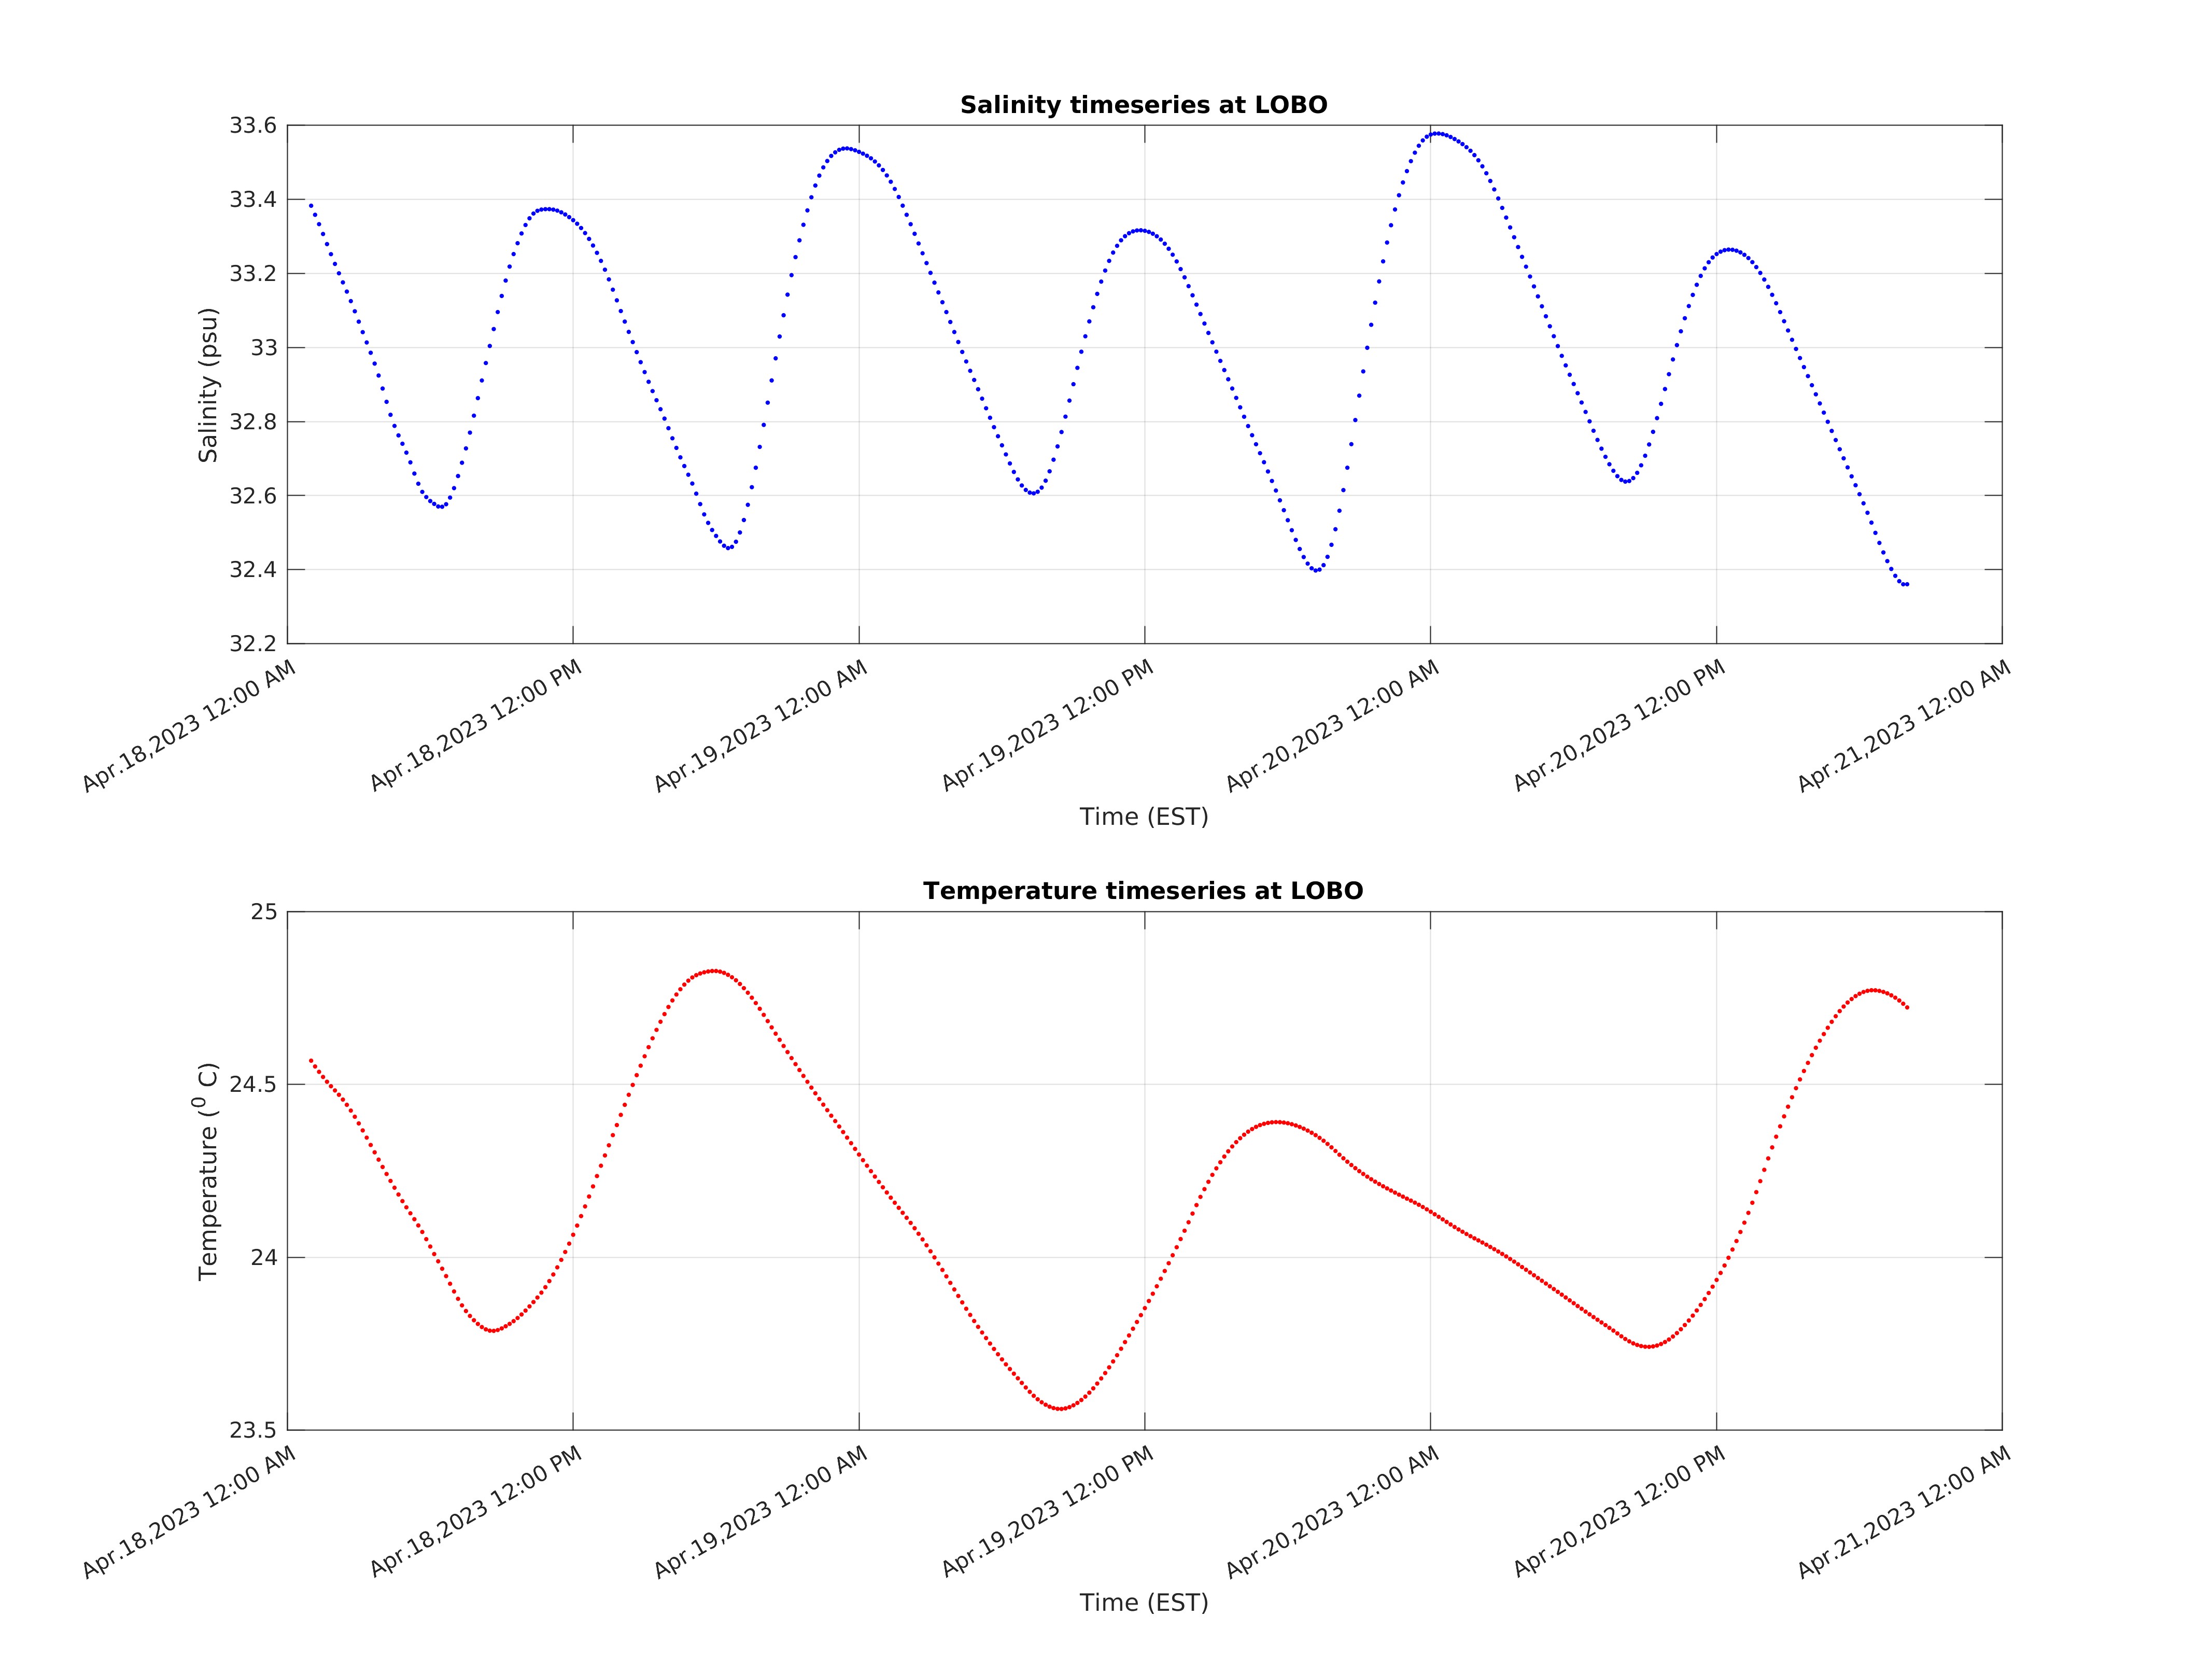 Salinity timeseries at LOBO
33.6
33.4
33.2
33
32.8
32.6
32.4
32.2
Salinity (psu)
Apr.18,2023 12:00 AM
Apr.18,2023 12:00 PM
Apr.19,2023 12:00 AM
Apr.19,2023 12:00 PM
Apr.20,2023 12:00 AM
Apr.20,2023 12:00 PM
Apr.21,2023 12:00 AM
Time (EST)
Temperature timeseries at LOBO
25
24.5
24
23.5
Temperature (⁰ C)
Apr.18,2023 12:00 AM
Apr.18,2023 12:00 PM
Apr.19,2023 12:00 AM
Apr.19,2023 12:00 PM
Apr.20,2023 12:00 AM
Apr.20,2023 12:00 PM
Apr.21,2023 12:00 AM
Time (EST)